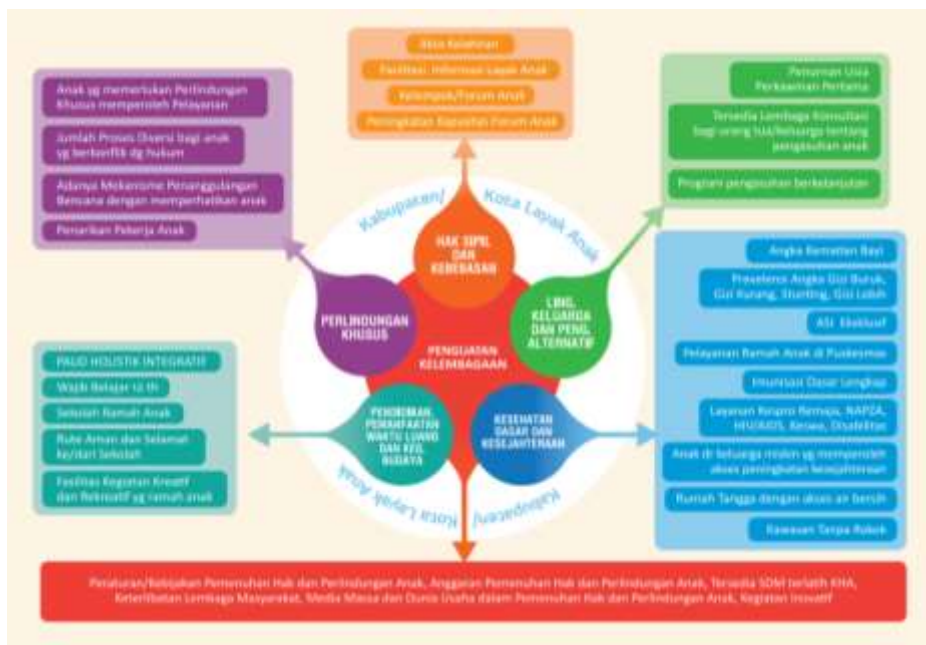 Akta Kelahiran
Fasilitasi Informasi Layak Anak
Kelompok/Forum Anak
Peningkatan Kapasitas Forum Anak
Anak yg memerlukan Perlindungan
Khusus memperoleh Pelayanan
Jumlah Proses Diversi bagi anak
yg berkonflik dg hukum
Adanya Mekanisme Penanggulangan
Bencana dengan memperhatikan anak
Penarikan Pekerja Anak
Penurnan Usia
Perkawinan Pertama
Tersedia Lembaga Konsultasi
bagi orang tua/keluarga tentang
pengasuhan anak
Program pengasuhan berkelanjutan
Kabupaten/ Kota Layak Anak
HAK SIPIL
DAN
KEBEBASAN
PERLINDUNGAN
KHUSUS
LING.
KELUARGA
DAN PENG.
ALTERNATIF
PENGUATAN
KELEMBAGAAN
PENDIDIKAN,
PEMANFAATAN
WAKTU LUANG
DAN KEG.
BUDAYA
KESEHATAN
DASAR DAN
KESEJAHTERAAN
Kabupaten/ Kota Layak Anak
PAUD HOLISTIK INTEGRATIF
Wajib Belajar 12 th
Sekolah Ramah Anak
Rute Aman dan Selamat
ke/dari Sekolah
Fasilitas Kegiatan Kreatif
dan Rekreatif yg ramah anak
Angka Kematian Bayi
Prevelensi Angka Gizi Buruk,
Gizi Kurang, Stunting, Gizi Lebih
ASI Eksklusif
Pelayanan Ramah Anak di Puskesmas
Imunisasi Dasar Lengkap
Layanan Kespro Remaja, NAPZA,
HIV/AIDS, Keswa, Disabilitas
Anak dr keluarga miskin yg memperoleh
akses peningkatan kesejahteraan
Rumah Tangga dengan akses air bersih
Kawasan Tanpa Rokok
Peraturan/Kebijakan Pemenuhan Hak dan Perlindungan Anak, Anggaran Pemenuhan Hak dan Perlindungan Anak, Tersedia SDM terlatih KHA,
Keterlibatan Lembaga Masyarakat, Media Massa dan Dunia Usaha dalam Pemenuhan Hak dan Perlindungan Anak, Kegiatan Inovatif